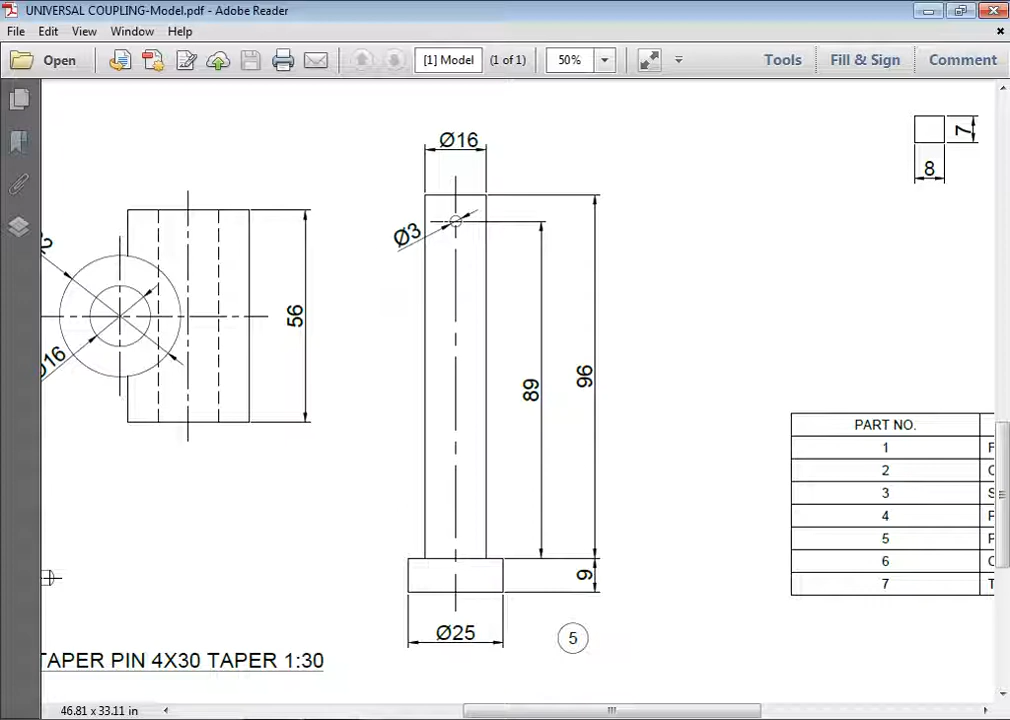 UNIVERSAL COUPLING-Model.pdf - Adobe Reader
File Edit View Window Help
Open [1] Model (1 of 1) 50% Tools Fill & Sign Comment
7
8
Ø16
Ø3
56
Ø16
89
96
9
Ø25
5
PART NO.
1 F
2
3 S
4
5
6
7 T
TAPER PIN 4X30 TAPER 1:30
46.81 x 33.11 in